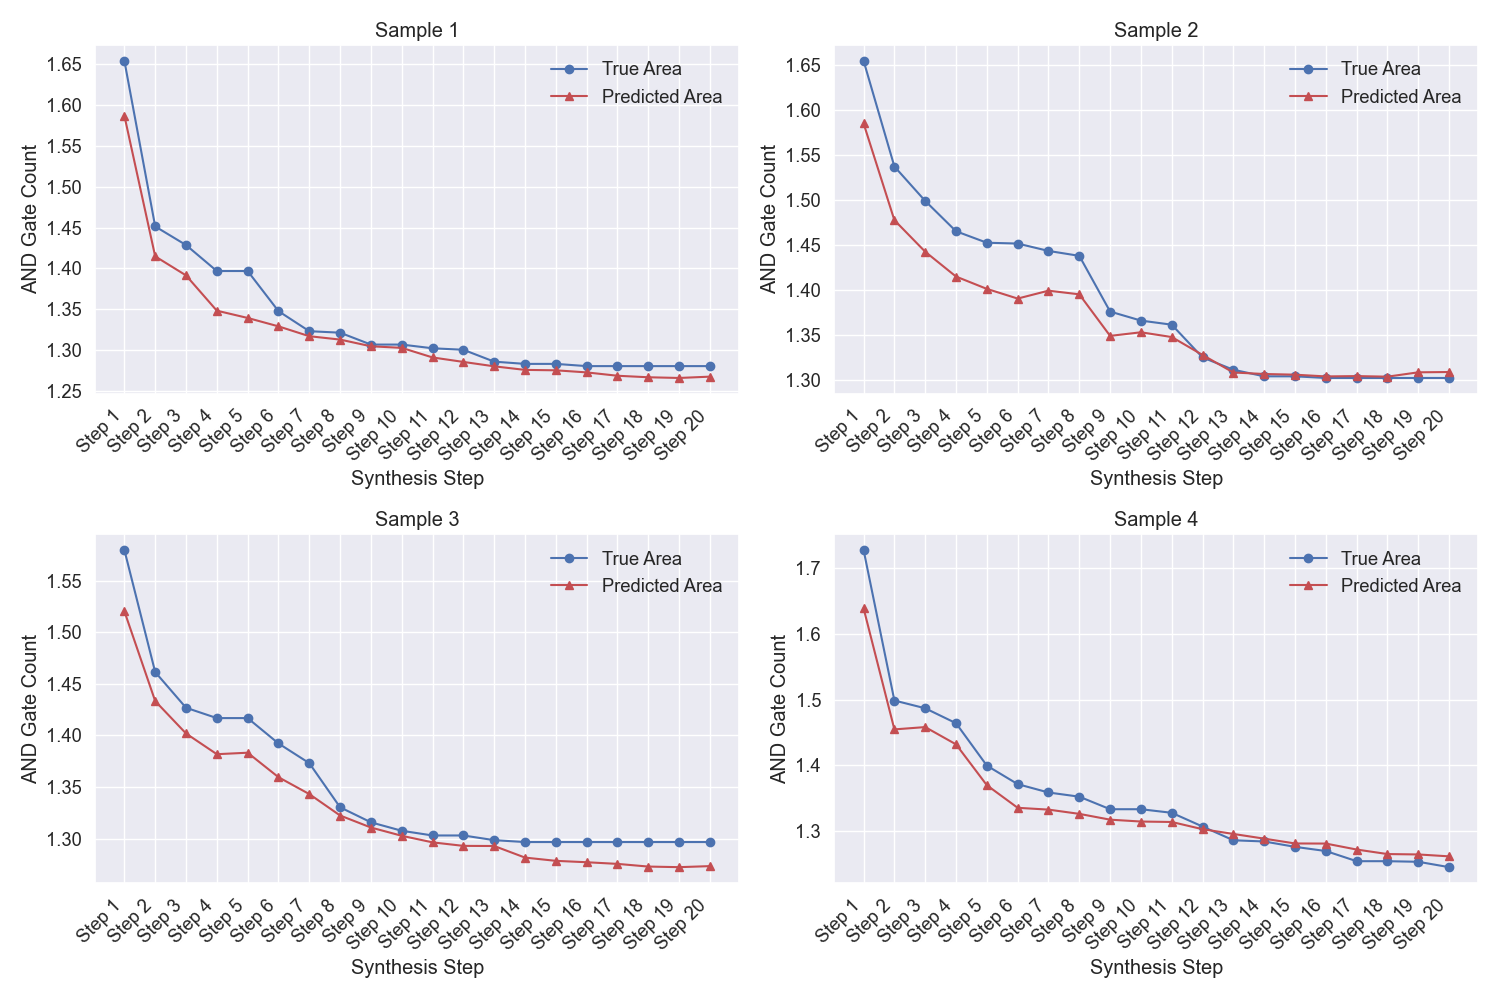 Sample 1
True Area
Predicted Area
AND Gate Count
1.65
1.60
1.55
1.50
1.45
1.40
1.35
1.30
1.25
Step 1
Step 2
Step 3
Step 4
Step 5
Step 6
Step 7
Step 8
Step 9
Step 10
Step 11
Step 12
Step 13
Step 14
Step 15
Step 16
Step 17
Step 18
Step 19
Step 20
Synthesis Step
Sample 2
True Area
Predicted Area
AND Gate Count
1.65
1.60
1.55
1.50
1.45
1.40
1.35
1.30
Step 1
Step 2
Step 3
Step 4
Step 5
Step 6
Step 7
Step 8
Step 9
Step 10
Step 11
Step 12
Step 13
Step 14
Step 15
Step 16
Step 17
Step 18
Step 19
Step 20
Synthesis Step
Sample 3
True Area
Predicted Area
AND Gate Count
1.55
1.50
1.45
1.40
1.35
1.30
Step 1
Step 2
Step 3
Step 4
Step 5
Step 6
Step 7
Step 8
Step 9
Step 10
Step 11
Step 12
Step 13
Step 14
Step 15
Step 16
Step 17
Step 18
Step 19
Step 20
Synthesis Step
Sample 4
True Area
Predicted Area
AND Gate Count
1.7
1.6
1.5
1.4
1.3
Step 1
Step 2
Step 3
Step 4
Step 5
Step 6
Step 7
Step 8
Step 9
Step 10
Step 11
Step 12
Step 13
Step 14
Step 15
Step 16
Step 17
Step 18
Step 19
Step 20
Synthesis Step